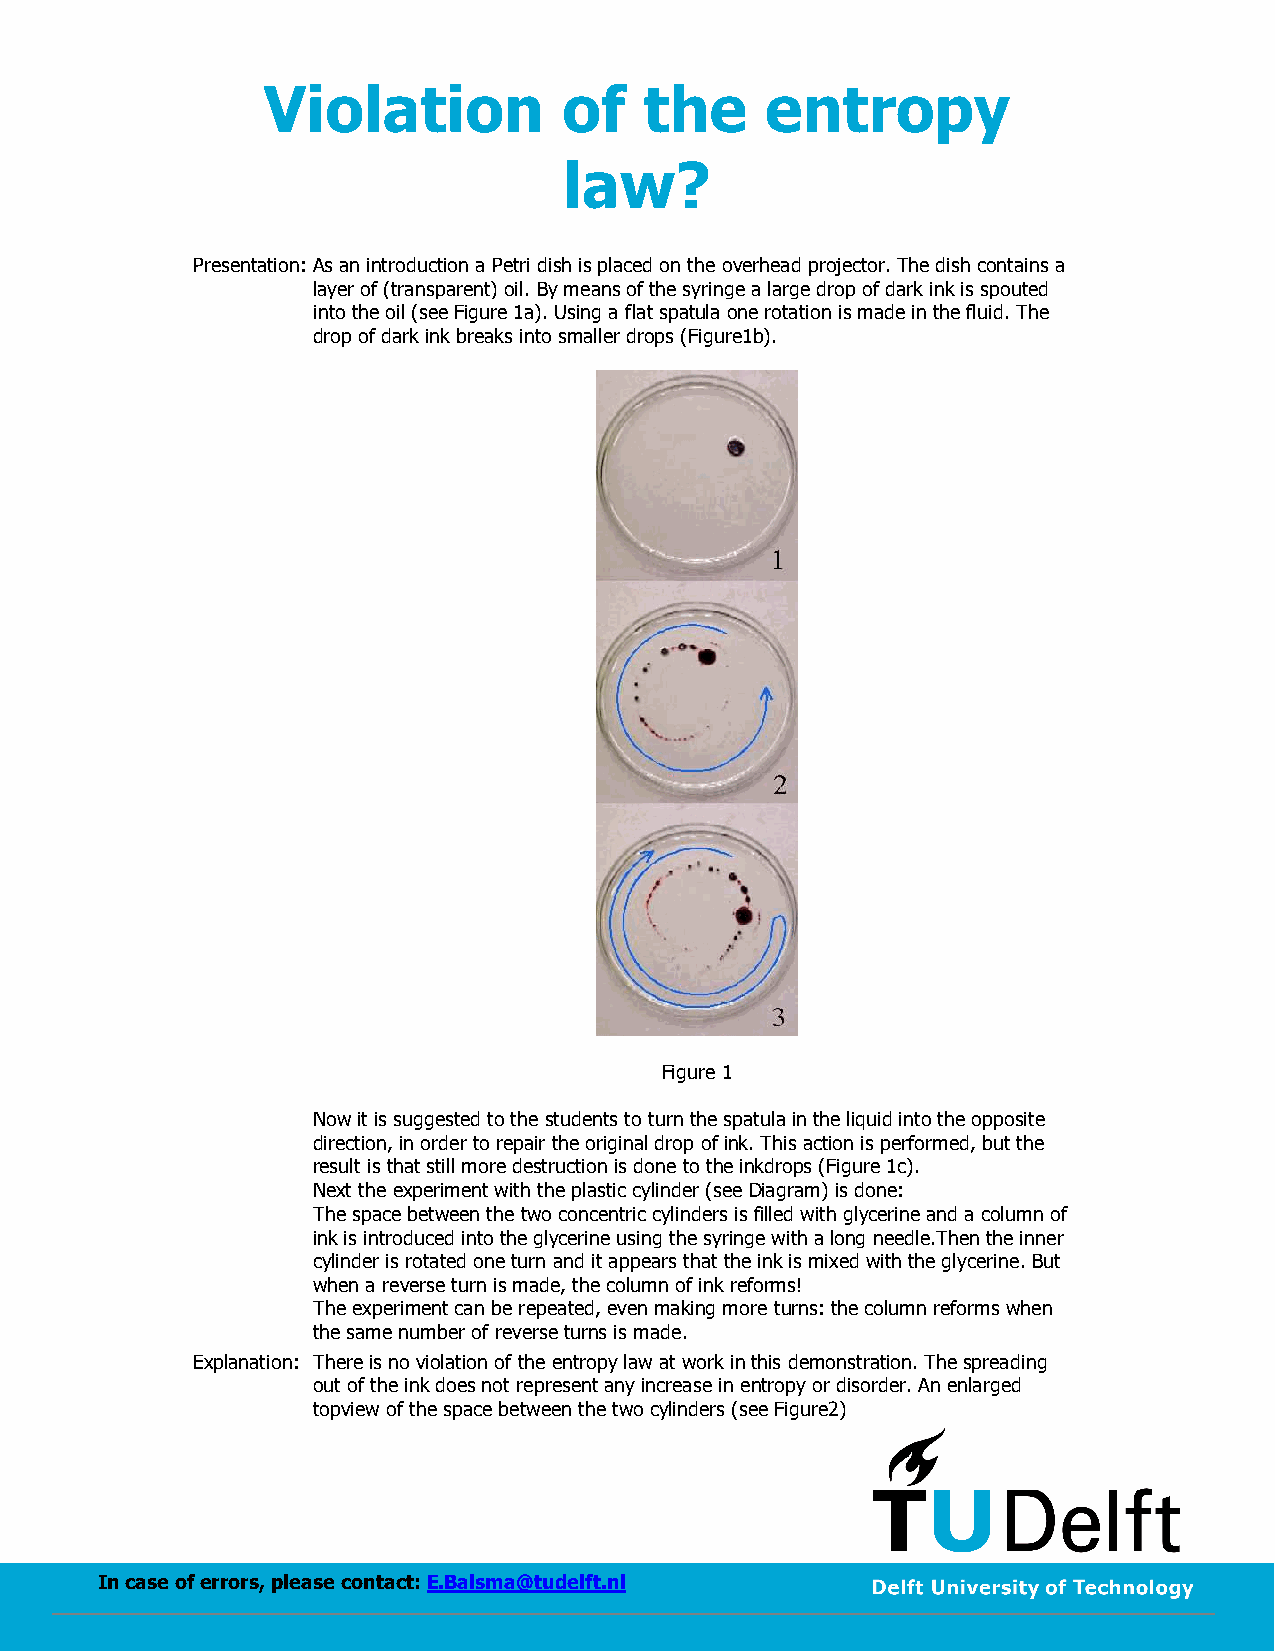 Violation of the entropy
law?
Presentation: As an introduction a Petri dish is placed on the overhead projector. The dish contains a
layer of (transparent) oil. By means of the syringe a large drop of dark ink is spouted
into the oil (see Figure 1a). Using a flat spatula one rotation is made in the fluid. The
drop of dark ink breaks into smaller drops (Figure1b).
1
2
3
Figure 1
Now it is suggested to the students to turn the spatula in the liquid into the opposite
direction, in order to repair the original drop of ink. This action is performed, but the
result is that still more destruction is done to the inkdrops (Figure 1c).
Next the experiment with the plastic cylinder (see Diagram) is done:
The space between the two concentric cylinders is filled with glycerine and a column of
ink is introduced into the glycerine using the syringe with a long needle.Then the inner
cylinder is rotated one turn and it appears that the ink is mixed with the glycerine. But
when a reverse turn is made, the column of ink reforms!
The experiment can be repeated, even making more turns: the column reforms when
the same number of reverse turns is made.
Explanation: There is no violation of the entropy law at work in this demonstration. The spreading
out of the ink does not represent any increase in entropy or disorder. An enlarged
topview of the space between the two cylinders (see Figure2)
TUDelft
In case of errors, please contact: E.Balsma@tudelft.nl
Delft University of Technology